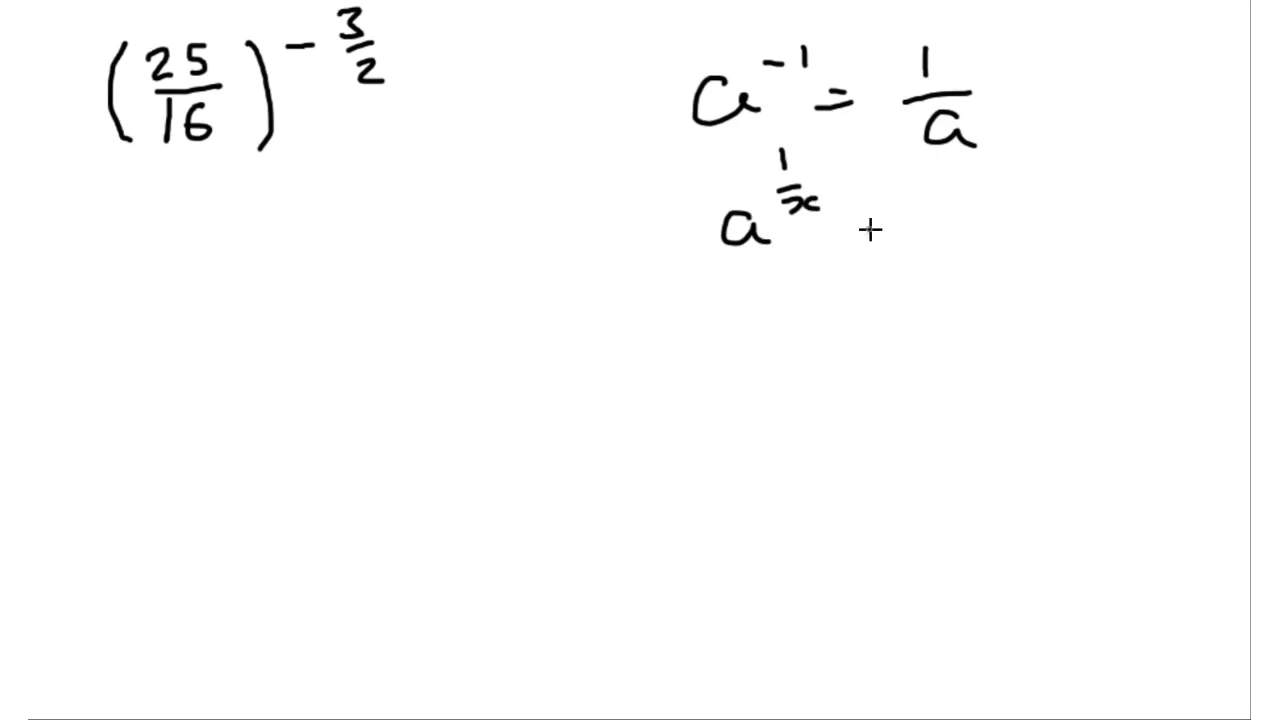 (25/16)^(-3/2)
a^(-1) = 1/a
a^(1/x)